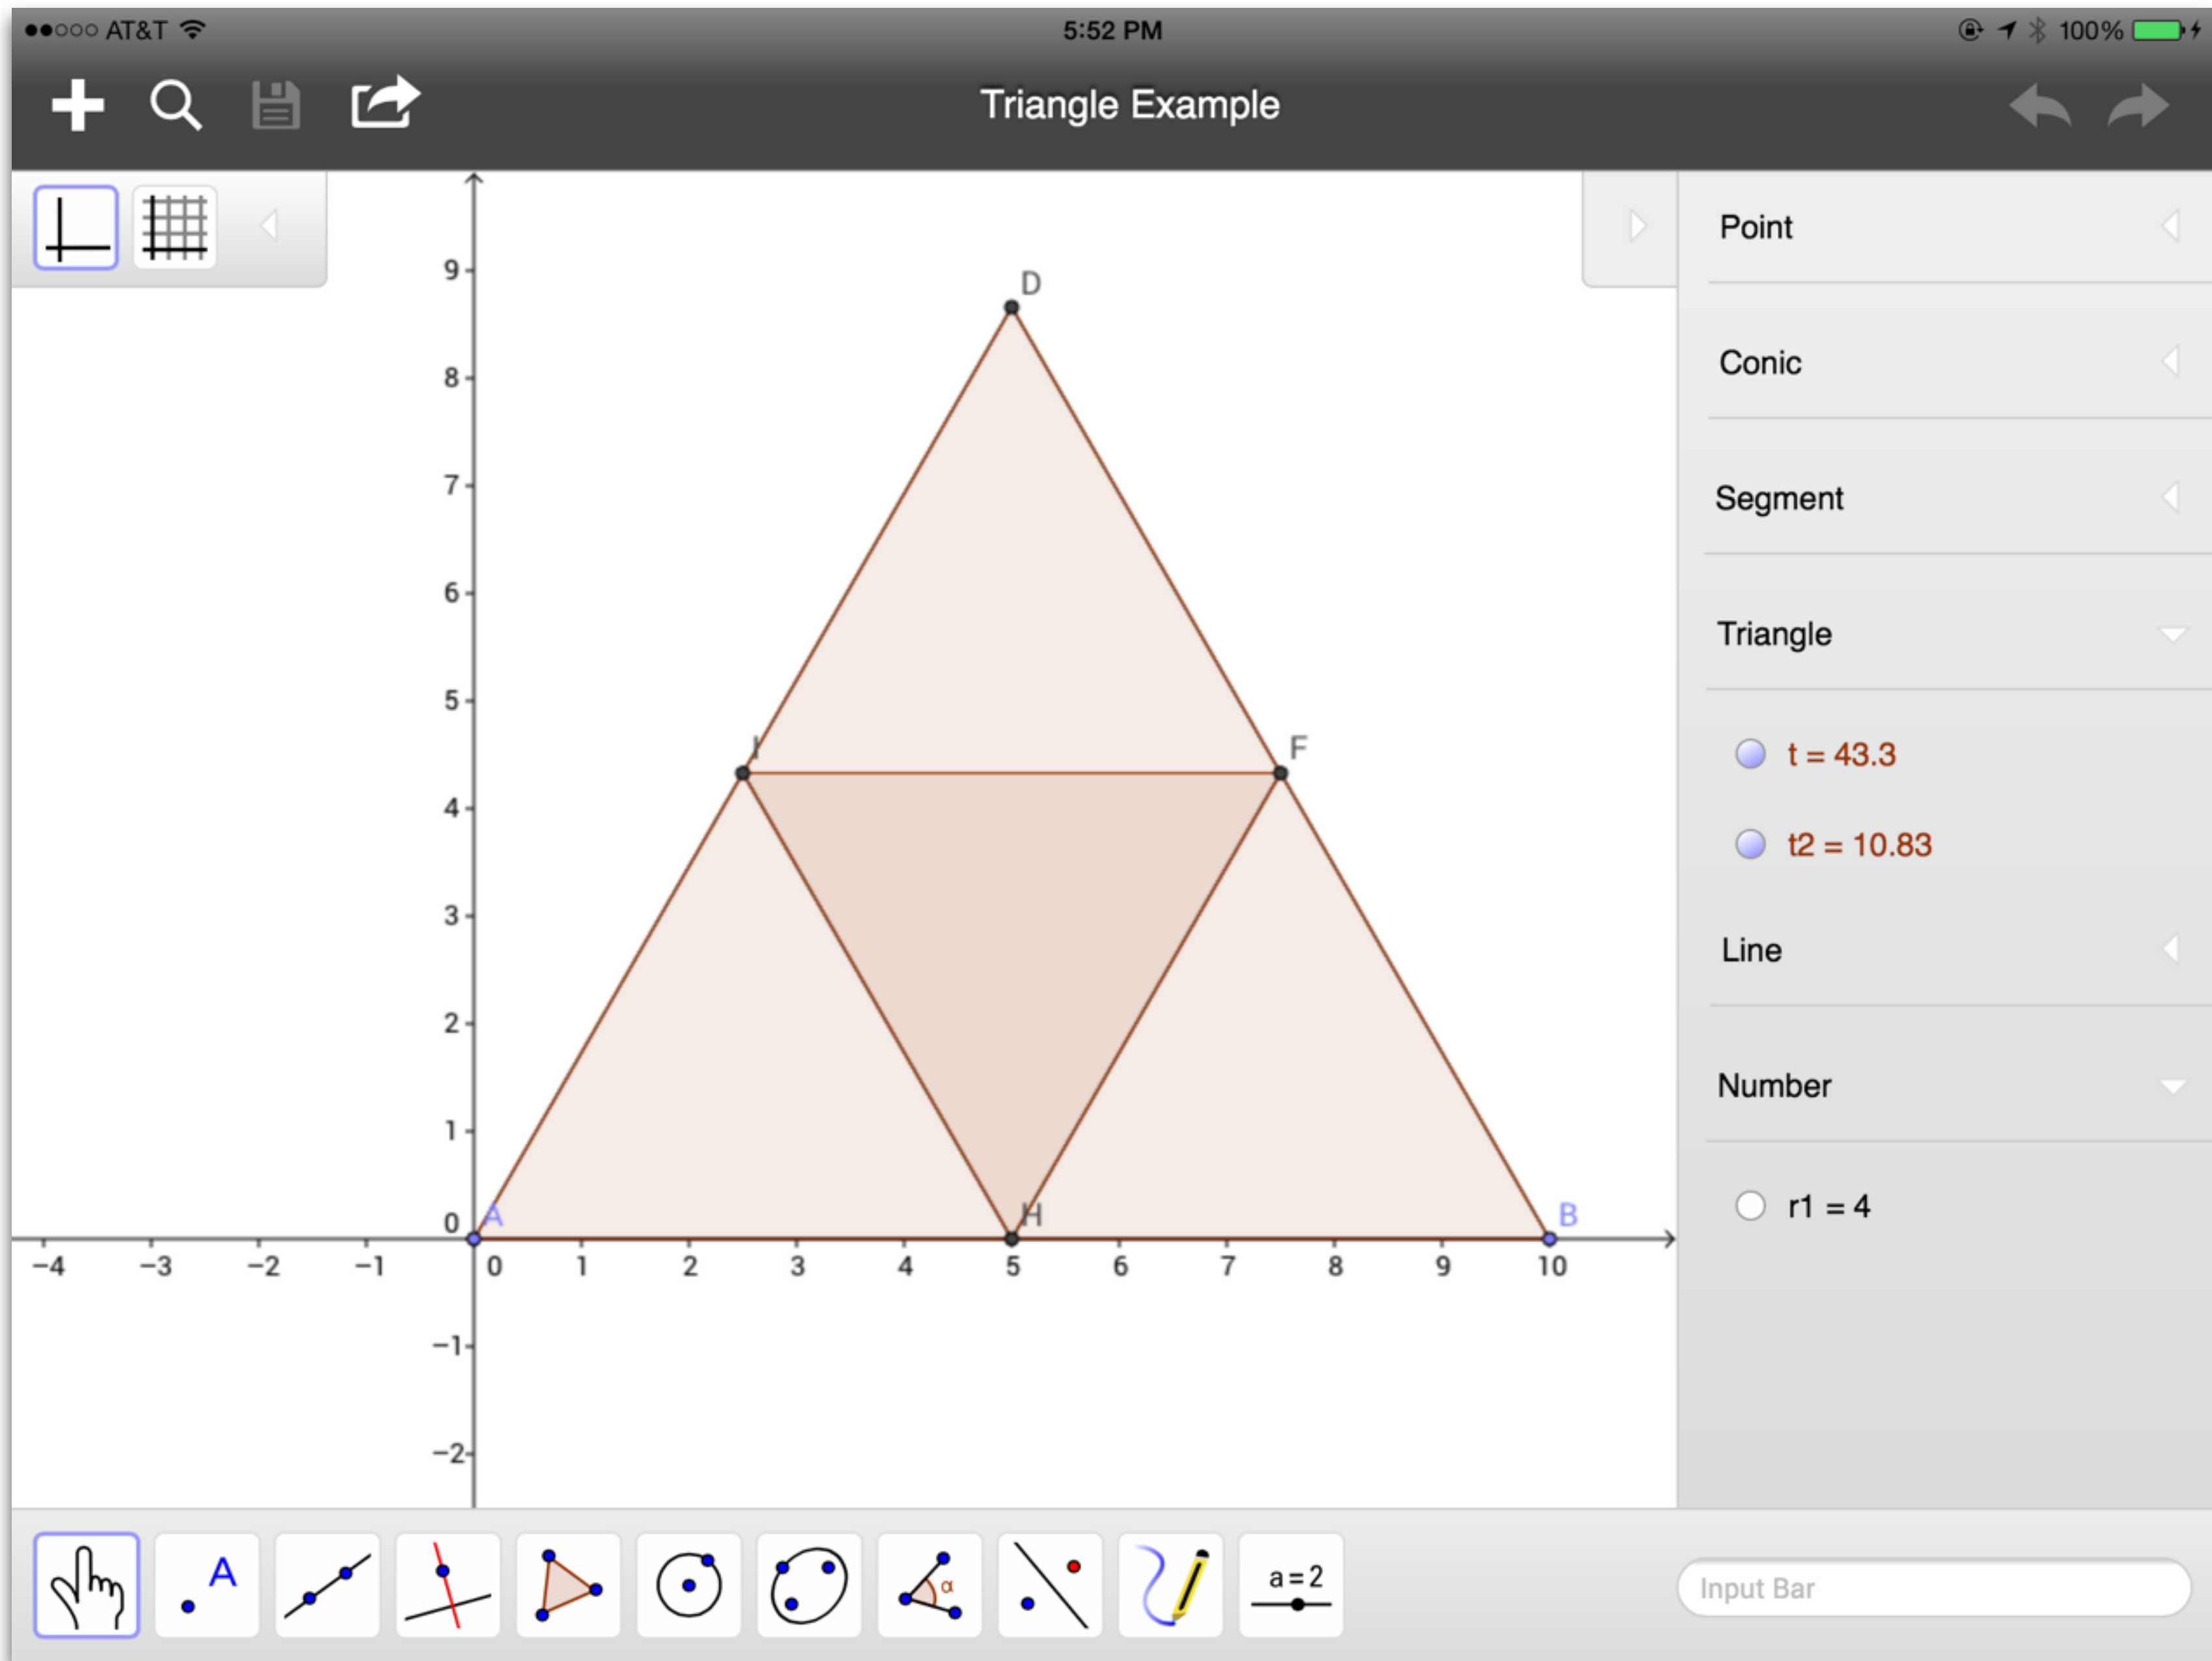 AT&T 5:52 PM 100%
Triangle Example
Point
Conic
Segment
Triangle
t = 43.3
t2 = 10.83
Line
Number
r1 = 4
9
8
7
6
5
4
3
2
1
0
−1
−2
−4 −3 −2 −1 0 1 2 3 4 5 6 7 8 9 10
D
I F
A H B
A α a = 2
Input Bar